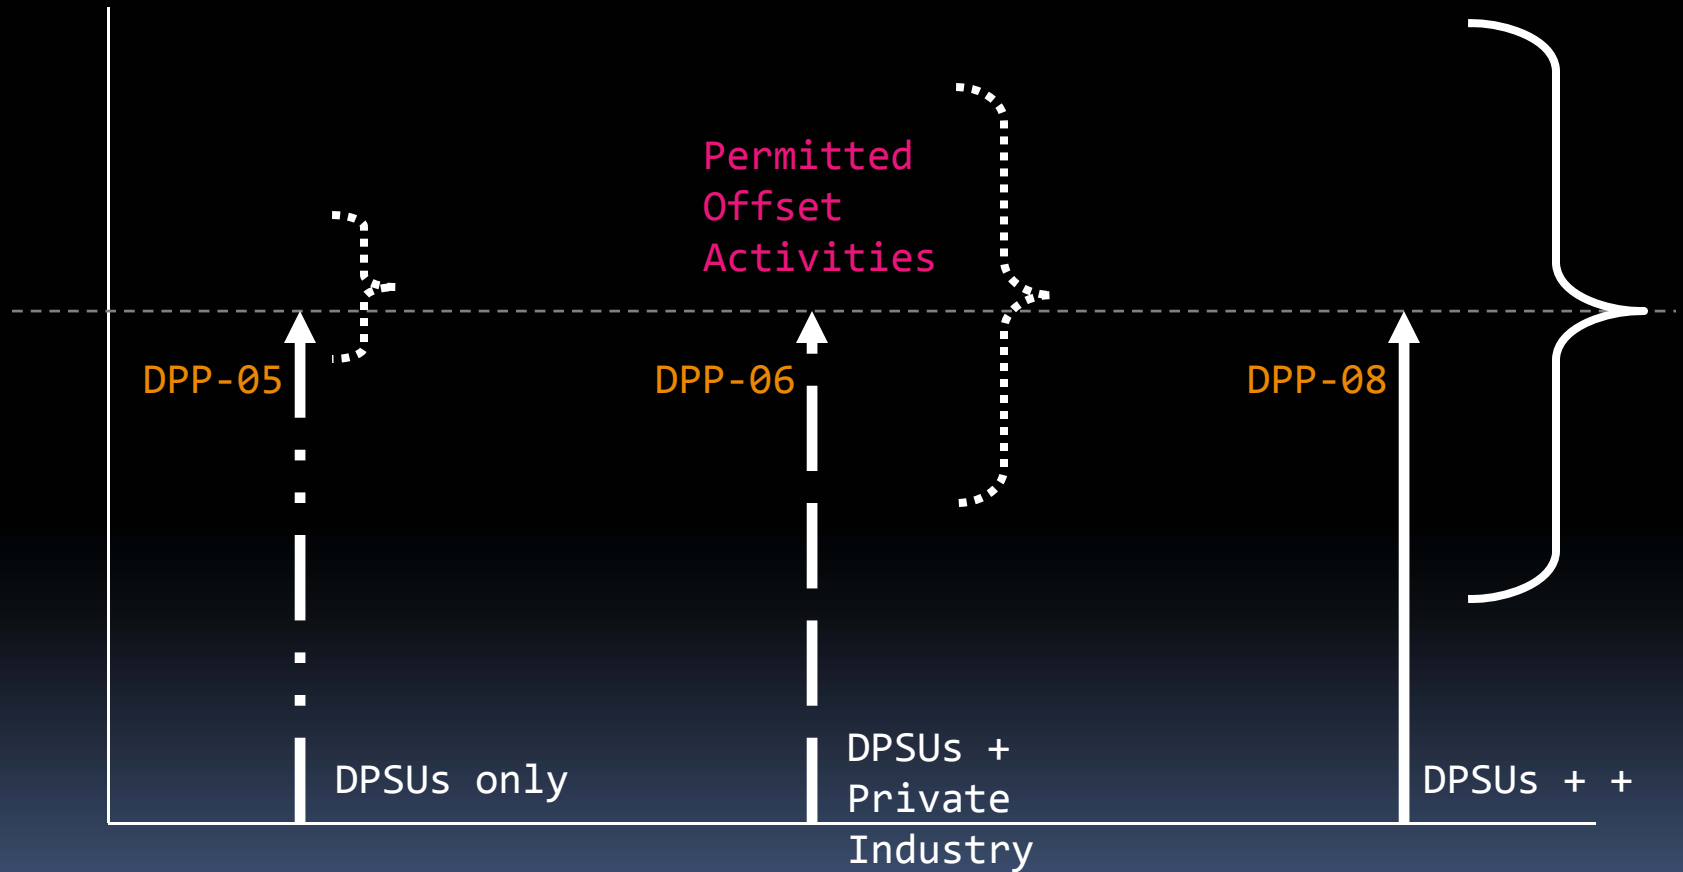 Permitted
Offset
Activities
DPP-05
DPP-06
DPP-08
DPSUs only
DPSUs +
Private
Industry
DPSUs + +